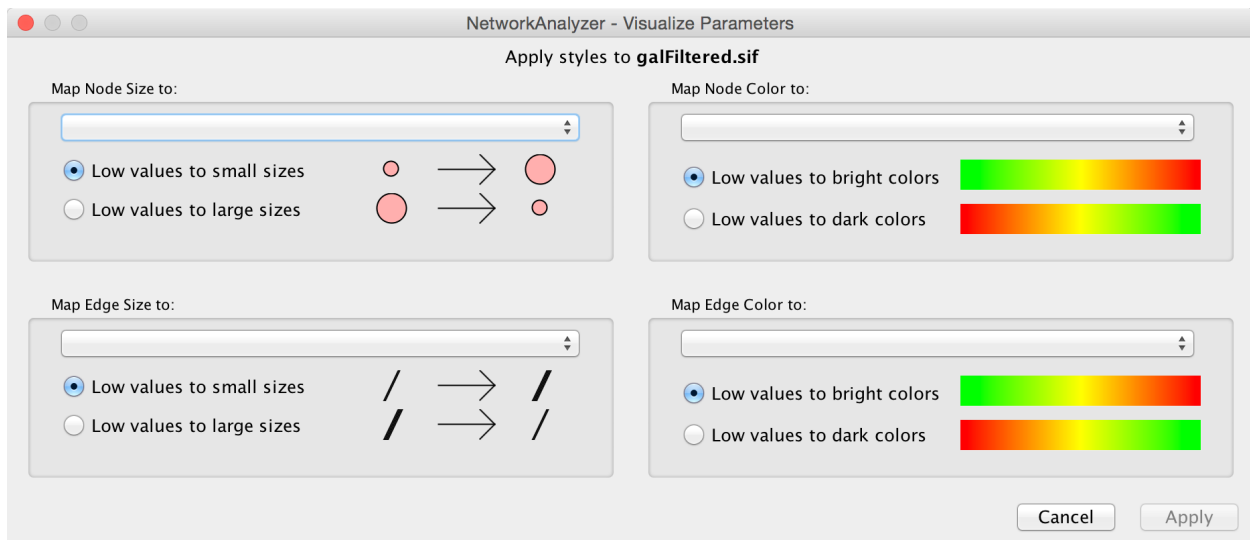 NetworkAnalyzer - Visualize Parameters
Apply styles to galFiltered.sif
Map Node Size to:
Low values to small sizes
Low values to large sizes
Map Node Color to:
Low values to bright colors
Low values to dark colors
Map Edge Size to:
Low values to small sizes
Low values to large sizes
Map Edge Color to:
Low values to bright colors
Low values to dark colors
Cancel
Apply